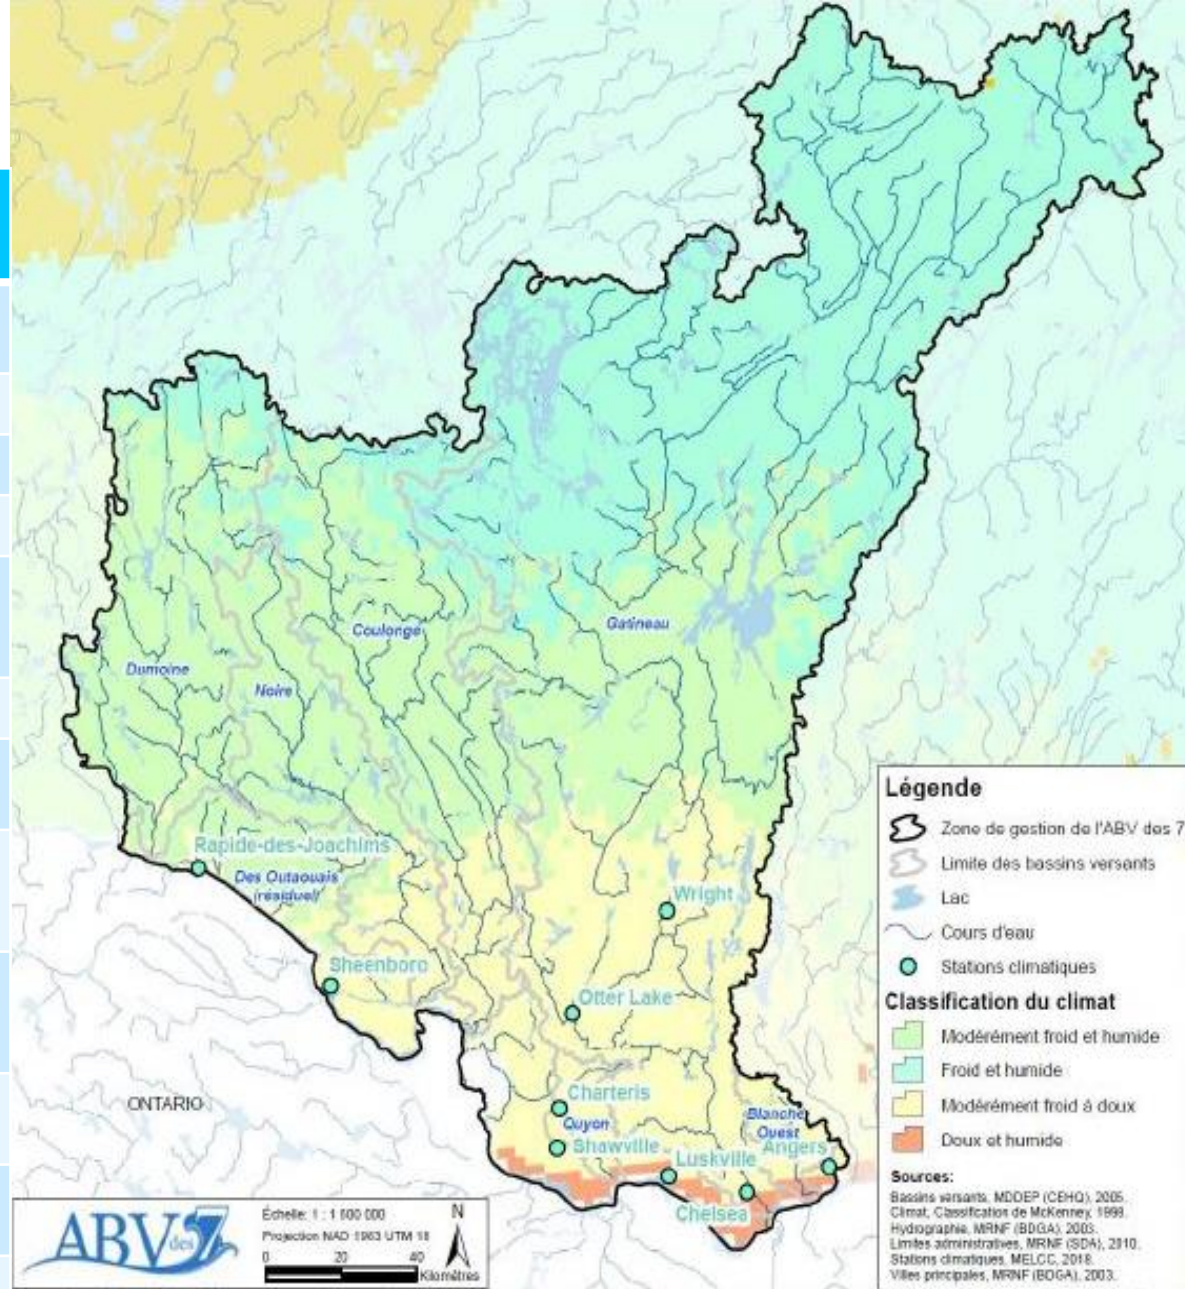 Coulonge
Gatineau
Dumoine
Noire
Rapide-des-Joachims
Des Outaouais
(résiduel)
Wright
Sheenboro
Otter Lake
ONTARIO
Charteris
Quyon
Blanche
Ouest
Shawville
Luskville
Angers
Chelsea
Légende
Zone de gestion de l'ABV des 7
Limite des bassins versants
Lac
Cours d'eau
Stations climatiques
Classification du climat
Modérément froid et humide
Froid et humide
Modérément froid à doux
Doux et humide
Sources:
Bassins versants, MDDEP (CEHQ), 2005.
Climat, Classification de McKenney, 1998.
Hydrographie, MRNF (BDGA), 2003.
Limites administratives, MRNF (SDA), 2010.
Stations climatiques, MELCC, 2018.
Villes principales, MRNF (BDGA), 2003.
ABV des 7
Échelle: 1 : 1 600 000
Projection NAD 1983 UTM 18
N
0 20 40
Kilomètres